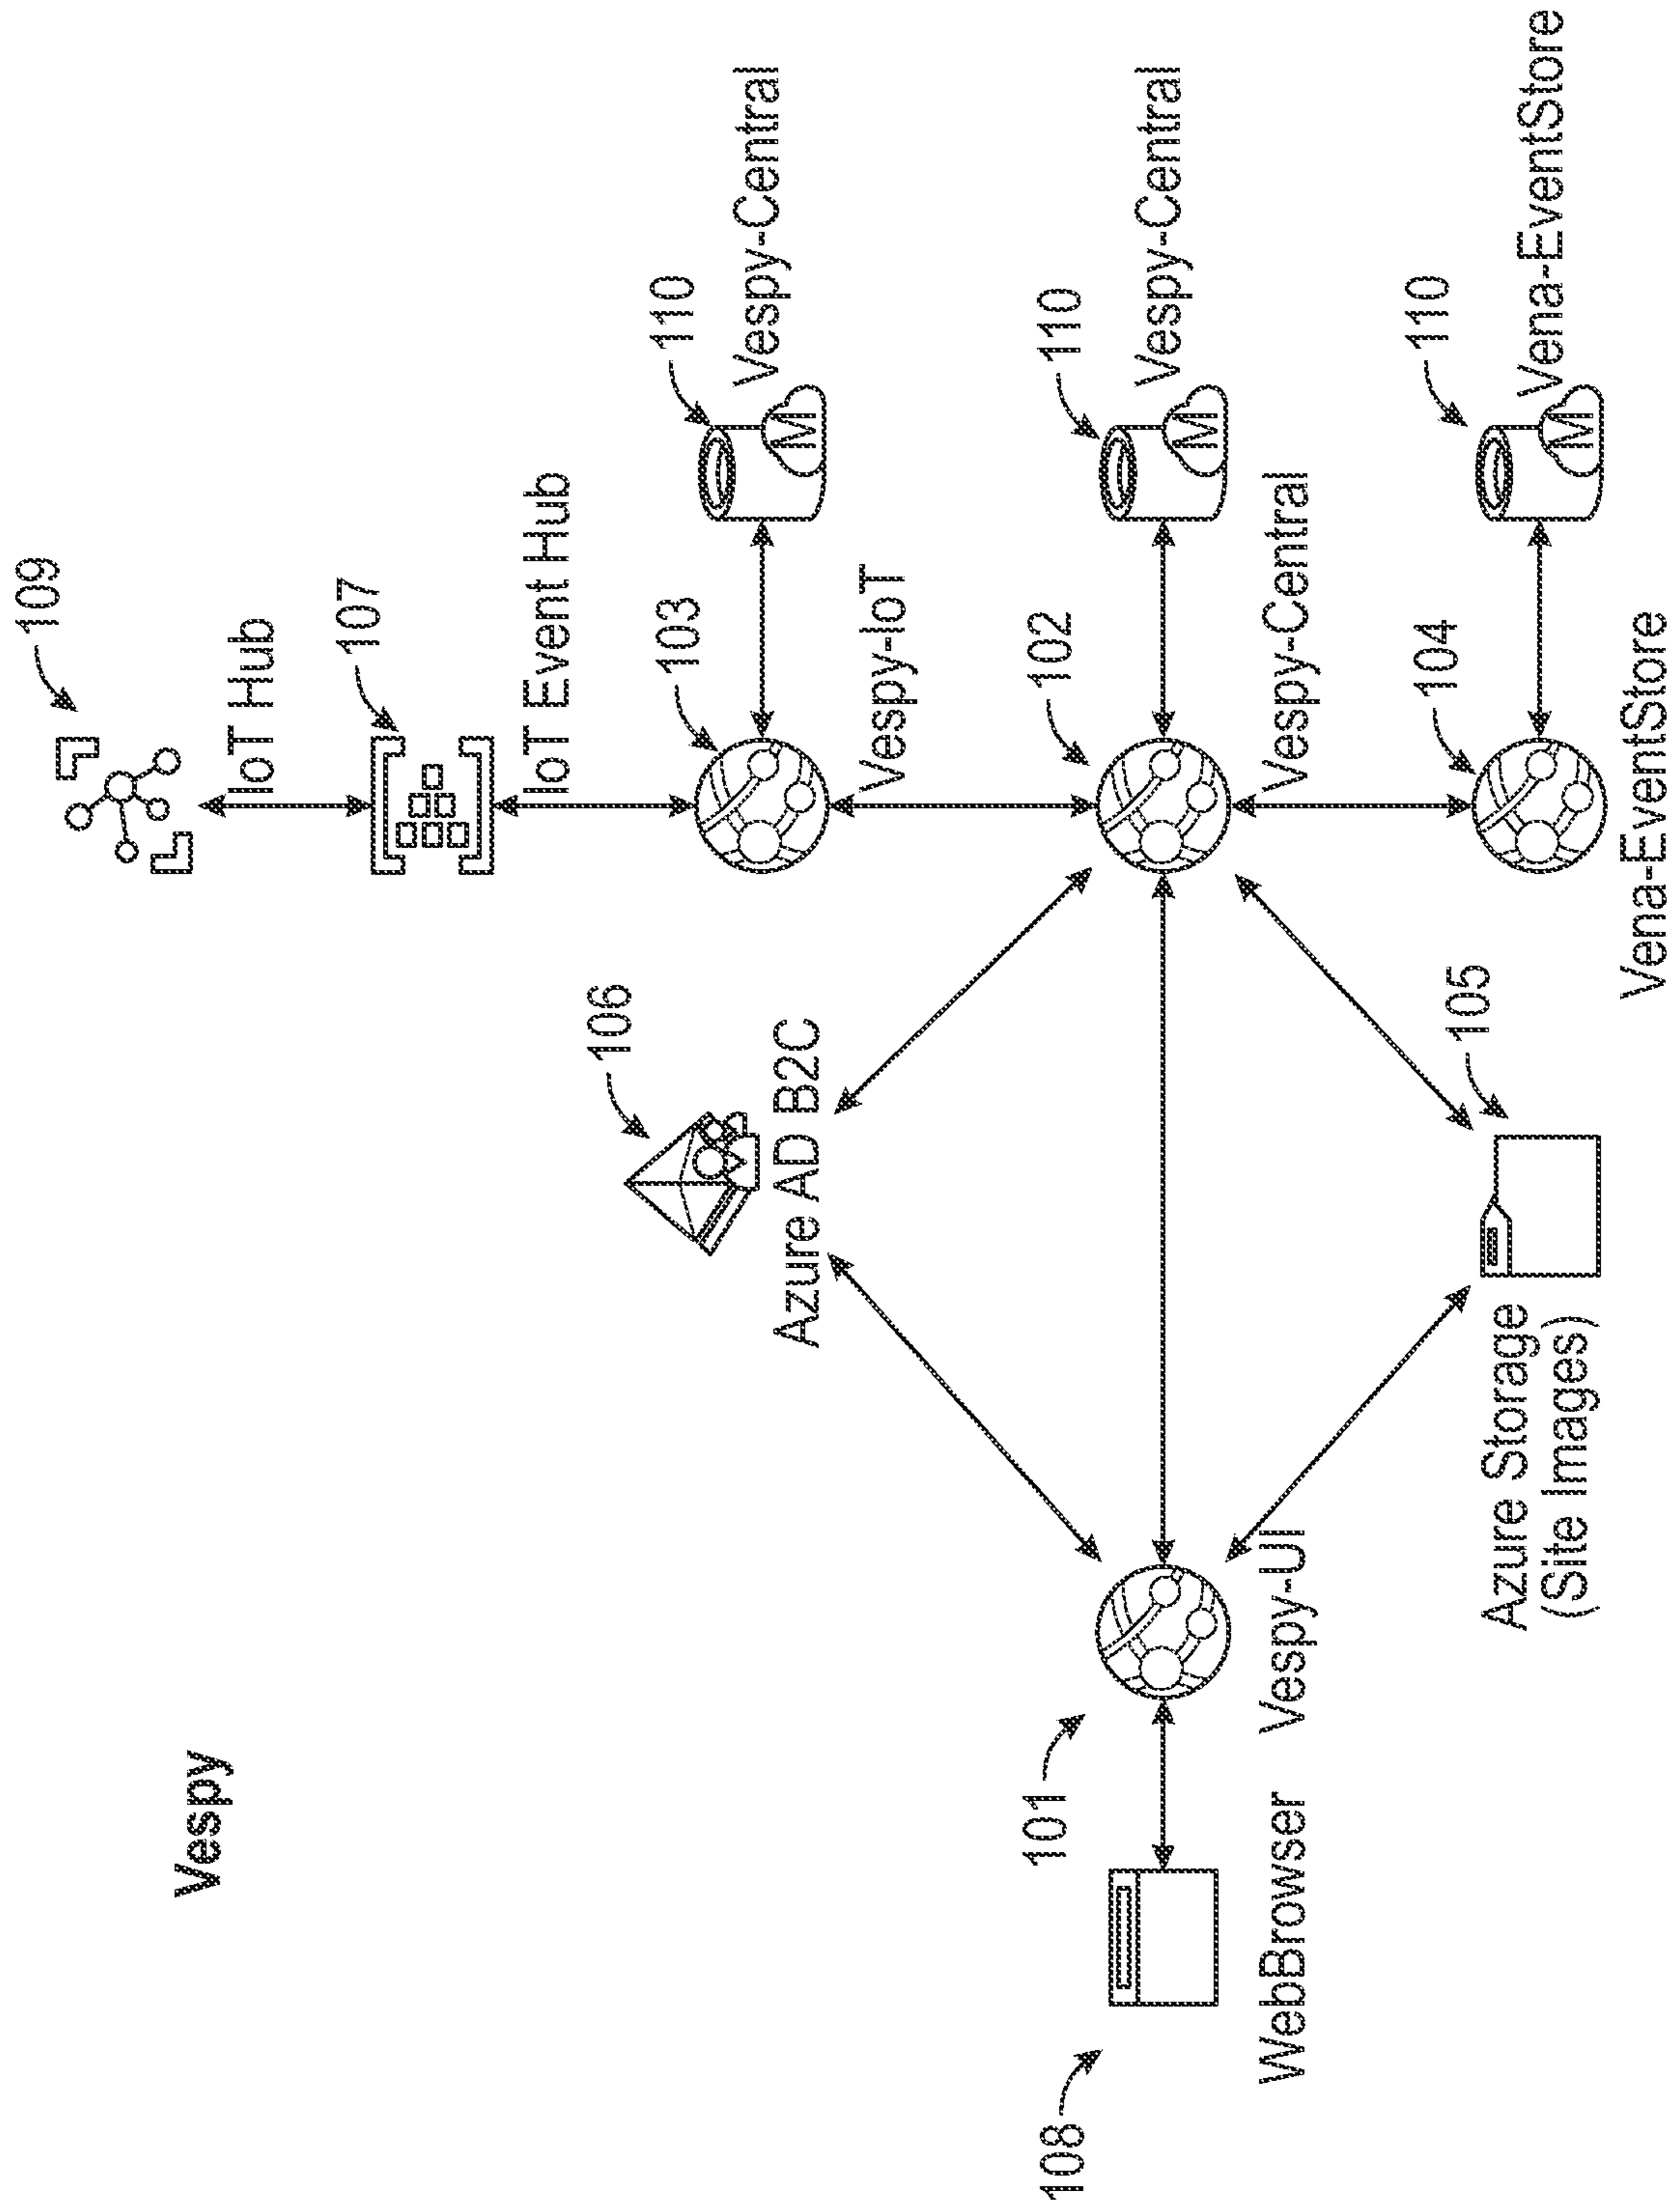 Vespy
109
IoT Hub
107
IoT Event Hub
106
103
110
Vespy-Central
Azure AD B2C
Vespy-IoT
108
101
102
110
Vespy-Central
WebBrowser
Vespy-UI
Vespy-Central
105
104
110
Azure Storage
(Site Images)
Vena-EventStore
Vena-EventStore